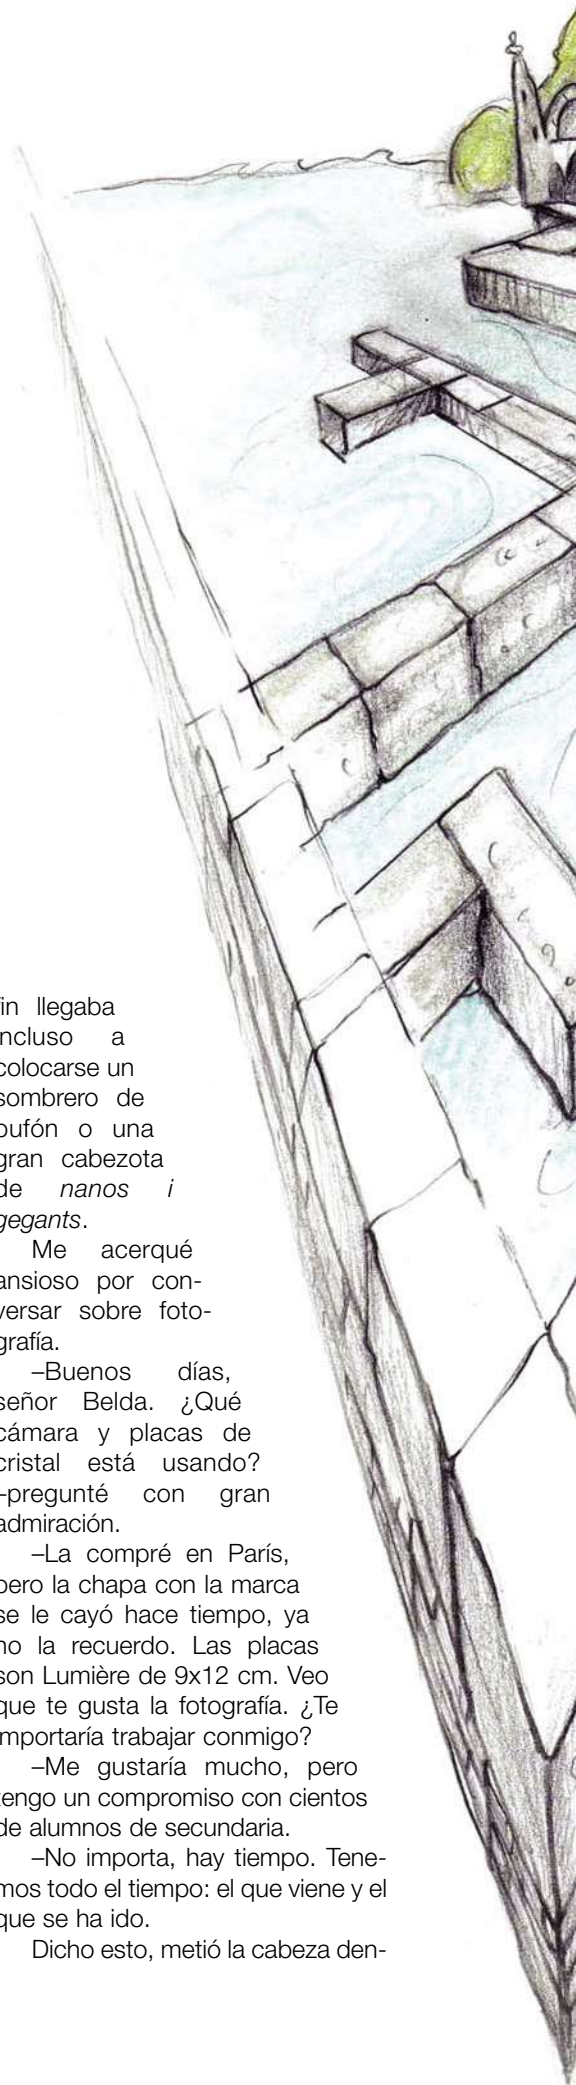 fin llegaba
incluso a
colocarse un
sombrero de
bufón o una
gran cabezota
de nanos i
gegants.
Me acerqué
ansioso por con-
versar sobre foto-
grafía.
–Buenos días,
señor Belda. ¿Qué
cámara y placas de
cristal está usando?
–pregunté con gran
admiración.
–La compré en París,
pero la chapa con la marca
se le cayó hace tiempo, ya
no la recuerdo. Las placas
son Lumière de 9x12 cm. Veo
que te gusta la fotografía. ¿Te
importaría trabajar conmigo?
–Me gustaría mucho, pero
tengo un compromiso con cientos
de alumnos de secundaria.
–No importa, hay tiempo. Tene-
mos todo el tiempo: el que viene y el
que se ha ido.
Dicho esto, metió la cabeza den-